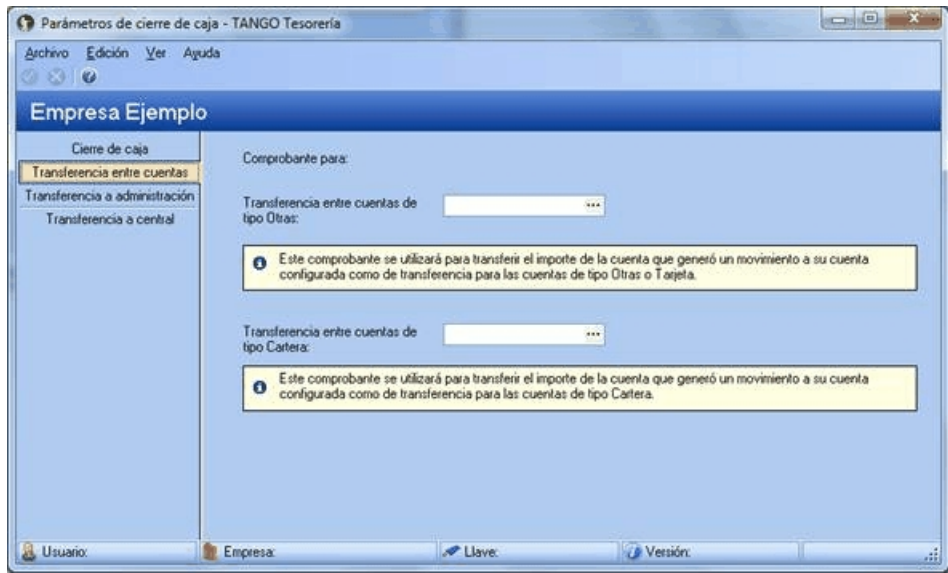 Parámetros de cierre de caja - TANGO Tesorería
Archivo Edición Ver Ayuda
Empresa Ejemplo
Cierre de caja
Transferencia entre cuentas
Transferencia a administración
Transferencia a central
Comprobante para:
Transferencia entre cuentas de
tipo Otras:
...
Este comprobante se utilizará para transferir el importe de la cuenta que generó un movimiento a su cuenta
configurada como de transferencia para las cuentas de tipo Otras o Tarjeta.
Transferencia entre cuentas de
tipo Cartera:
...
Este comprobante se utilizará para transferir el importe de la cuenta que generó un movimiento a su cuenta
configurada como de transferencia para las cuentas de tipo Cartera.
Usuario: Empresa: Llave: Versión: